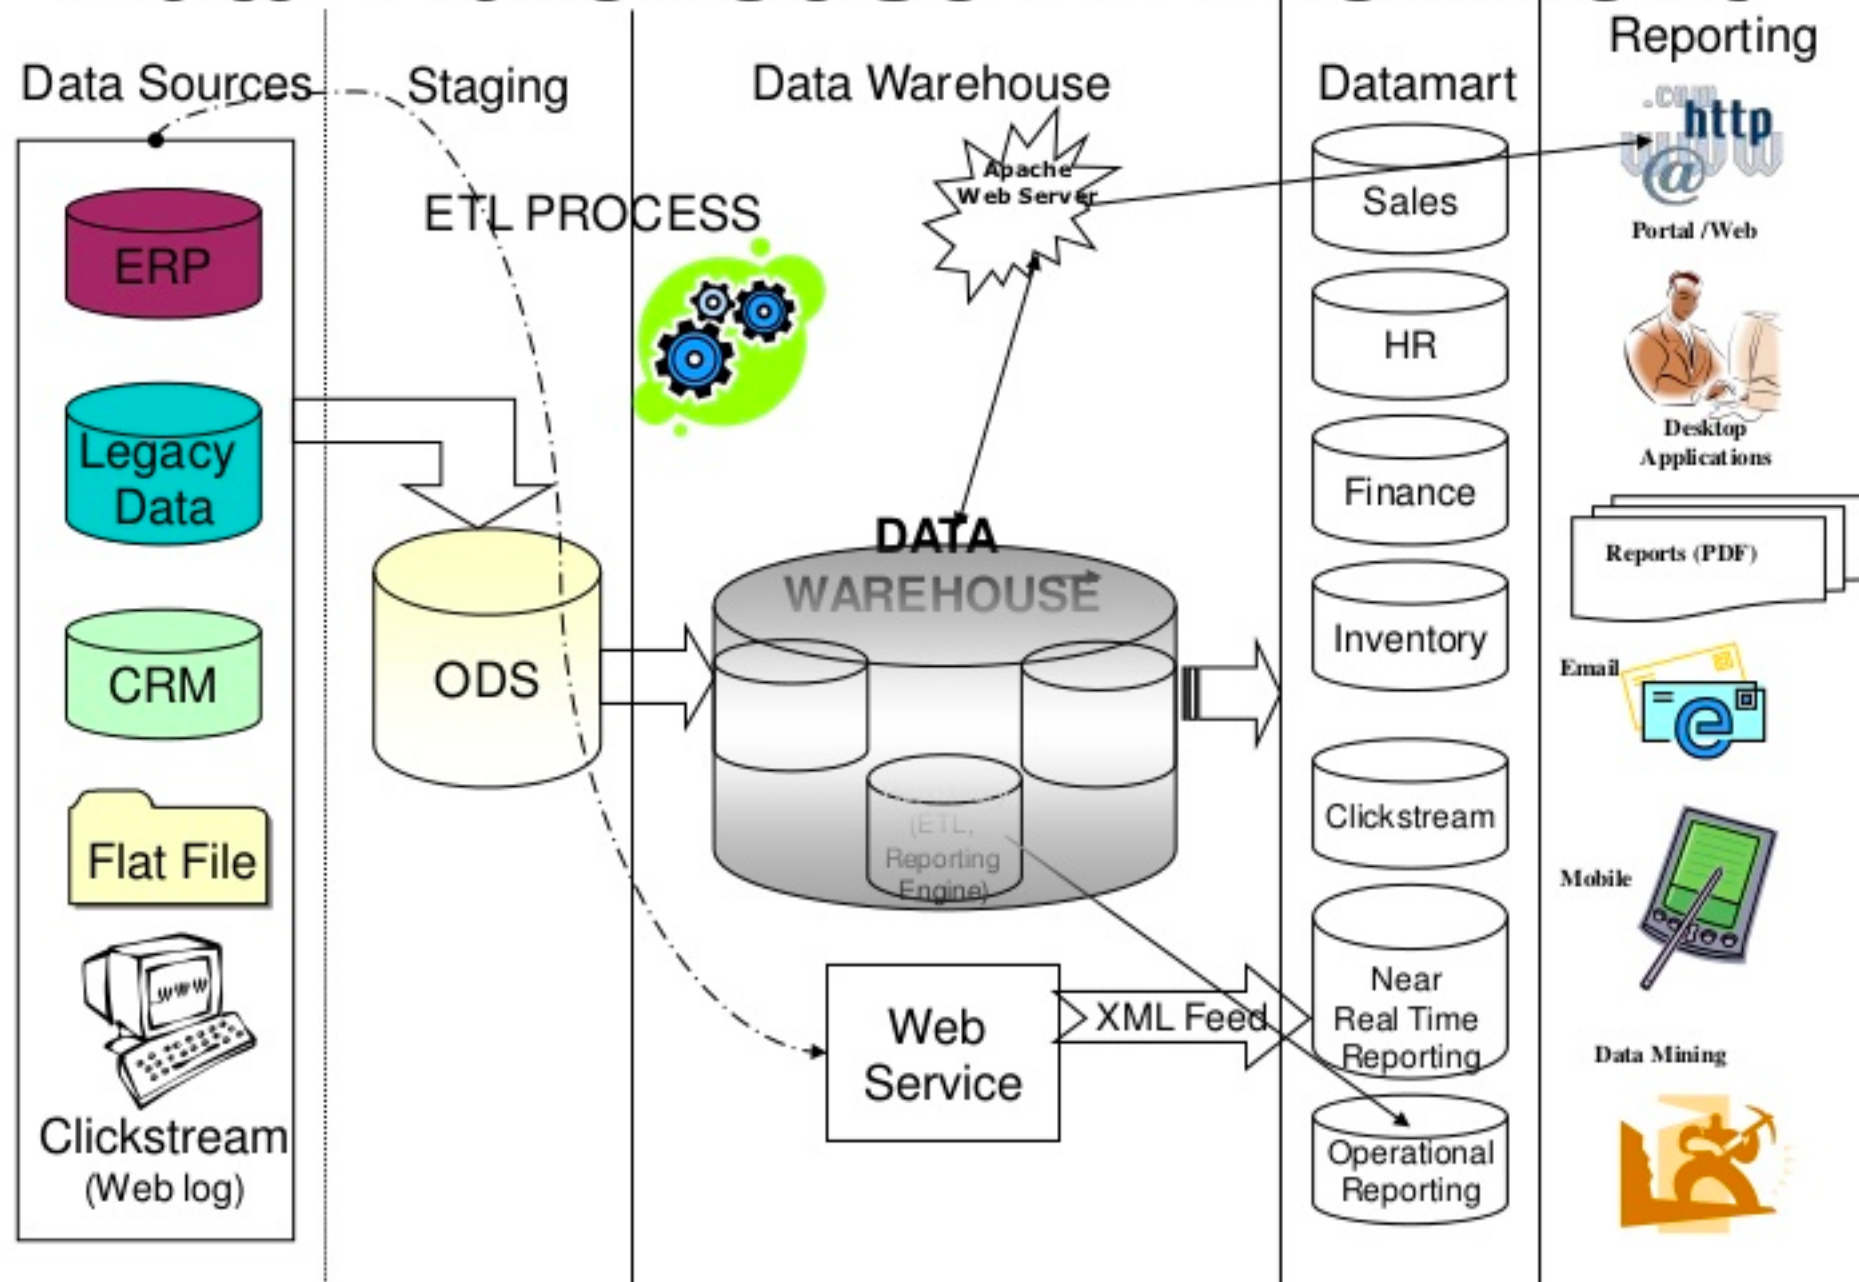 Data Sources
Staging
Data Warehouse
Datamart
Reporting
ERP
Legacy
Data
CRM
Flat File
www
Clickstream
(Web log)
ETL PROCESS
ODS
Apache
Web Server
DATA
WAREHOUSE
(ETL,
Reporting
Engine)
Web
Service
XML Feed
Sales
HR
Finance
Inventory
Clickstream
Near
Real Time
Reporting
Operational
Reporting
.com
http
www
@
Portal /Web
Desktop
Applications
Reports (PDF)
Email
e
Mobile
Data Mining